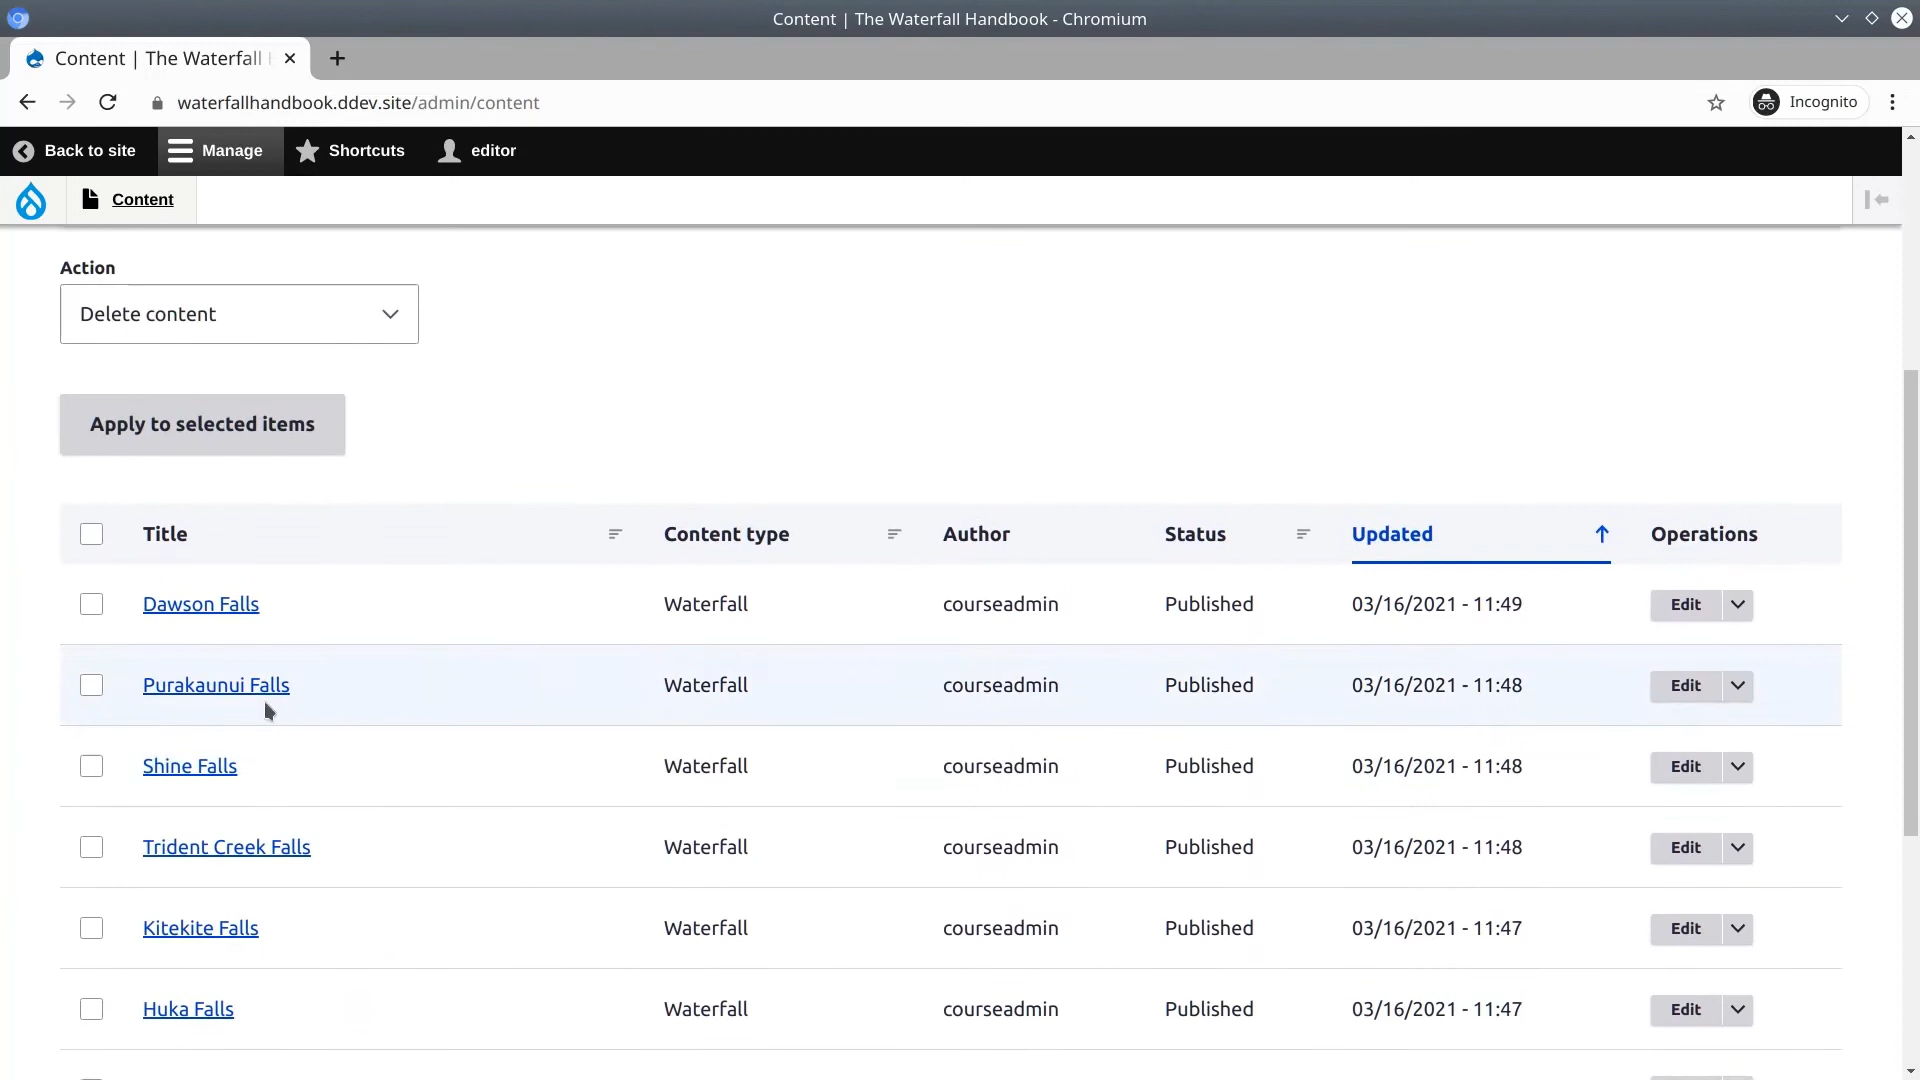 Content | The Waterfall Handbook - Chromium
Content | The Waterfall
waterfallhandbook.ddev.site/admin/content
Incognito
Back to site
Manage
Shortcuts
editor
Content
Action
Delete content
Apply to selected items
Title Content type Author Status Updated Operations
Dawson Falls Waterfall courseadmin Published 03/16/2021 - 11:49 Edit
Purakaunui Falls Waterfall courseadmin Published 03/16/2021 - 11:48 Edit
Shine Falls Waterfall courseadmin Published 03/16/2021 - 11:48 Edit
Trident Creek Falls Waterfall courseadmin Published 03/16/2021 - 11:48 Edit
Kitekite Falls Waterfall courseadmin Published 03/16/2021 - 11:47 Edit
Huka Falls Waterfall courseadmin Published 03/16/2021 - 11:47 Edit